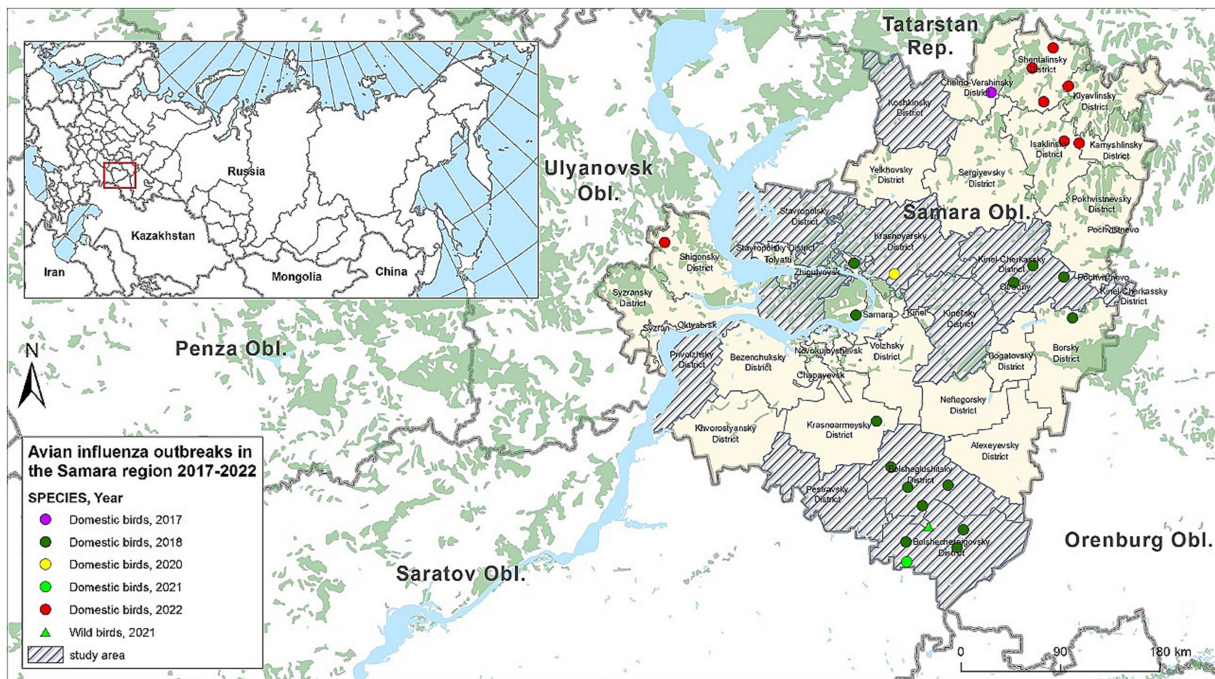 Tatarstan
Rep.
Shentalinsky
District
Chelno-Vershinsky
District
Klyavlinsky
District
Koshkinsky
District
Isaklinsky
District
Kamyshlinsky
District
Russia
Ulyanovsk
Obl.
Yelkhovsky
District
Sergiyevsky
District
Pokhvistnevsky
District
Pochvistnevo
Samara Obl.
Stavropolsky
District
Krasnoyarsky
District
Kazakhstan
Iran
Mongolia
China
Stavropolsky District
Tolyatti
Zhigulyovsk
Kinel-Cherkassky
District
Otradny
Pochvistnevo
Kinel-Cherkassky
District
Shigonsky
District
Syzransky
District
Syzran
Oktyabrsk
Samara
Kinel
Kinelsky
District
Borsky
District
Bogatovsky
District
Penza Obl.
N
Privolzhsky
District
Bezenchuksky
District
Novokujbyshevsk
Chapayevsk
Volzhsky
District
Neftegorsky
District
Khvorostyansky
District
Krasnoarmeysky
District
Alexeyevsky
District
Bolsheglushitsky
District
Pestravsky
District
Bolshechernigovsky
District
Orenburg Obl.
Saratov Obl.
Avian influenza outbreaks in
the Samara region 2017-2022
SPECIES, Year
Domestic birds, 2017
Domestic birds, 2018
Domestic birds, 2020
Domestic birds, 2021
Domestic birds, 2022
Wild birds, 2021
study area
0 90 180 km